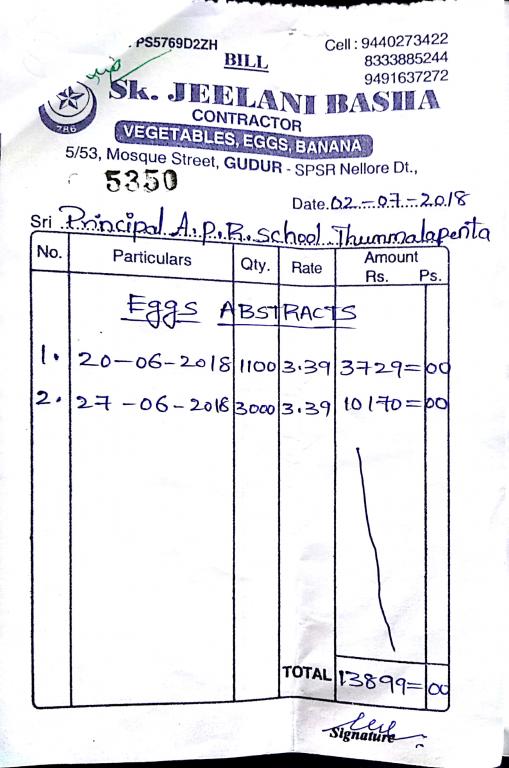 PS5769D2ZH
BILL
Cell : 9440273422
8333885244
9491637272
786
Sk. JEELANI BASHA
CONTRACTOR
VEGETABLES, EGGS, BANANA
5/53, Mosque Street, GUDUR - SPSR Nellore Dt.,
5350
Date.02-07-2018
Sri Principal A.P.R. school Thummalapenta
No. Particulars Qty. Rate Amount
Rs. Ps.
Eggs ABSTRACTS
1. 20-06-2018 1100 3.39 3729=00
2. 27-06-2018 3000 3.39 10170=00
TOTAL 13899=00
Signature